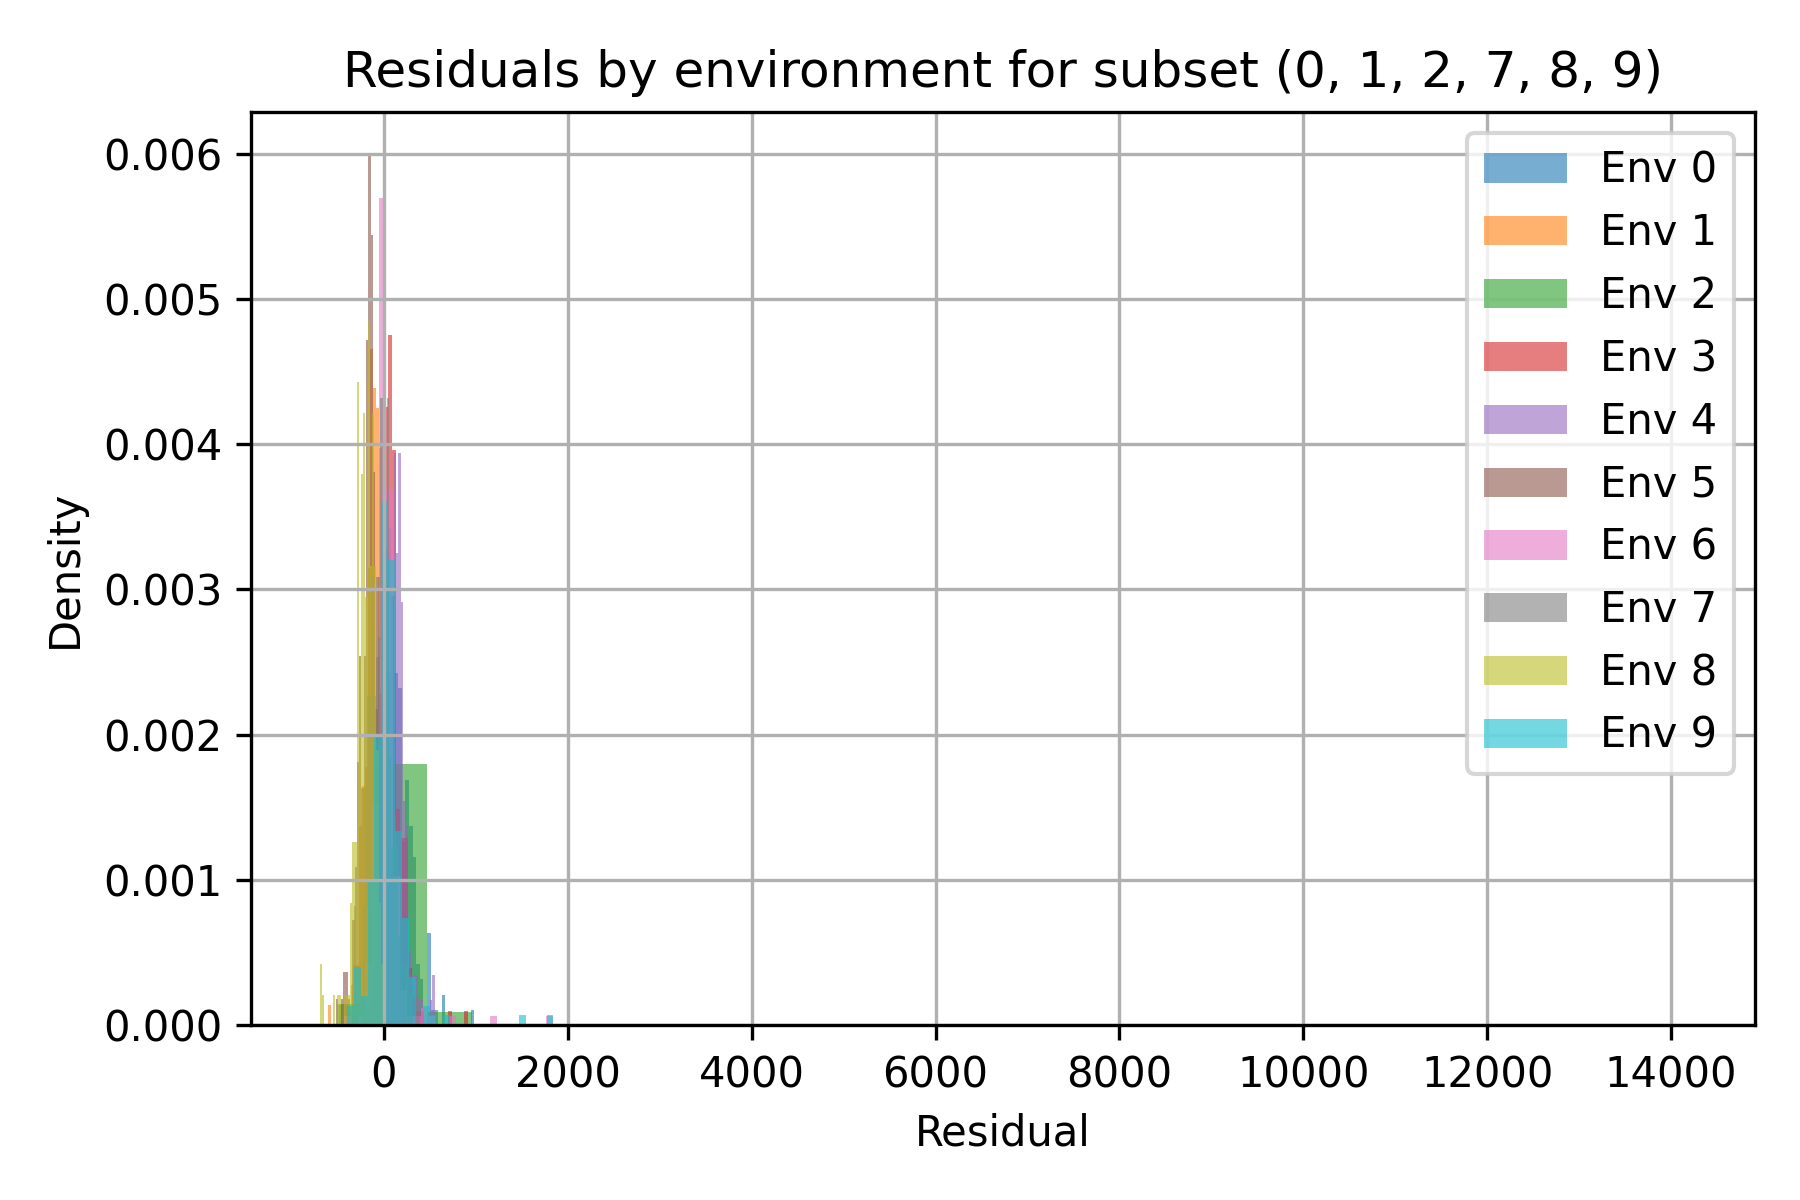 Residuals by environment for subset (0, 1, 2, 7, 8, 9)
0.006
0.005
0.004
0.003
0.002
0.001
0.000
Density
0 2000 4000 6000 8000 10000 12000 14000
Residual
Env 0
Env 1
Env 2
Env 3
Env 4
Env 5
Env 6
Env 7
Env 8
Env 9